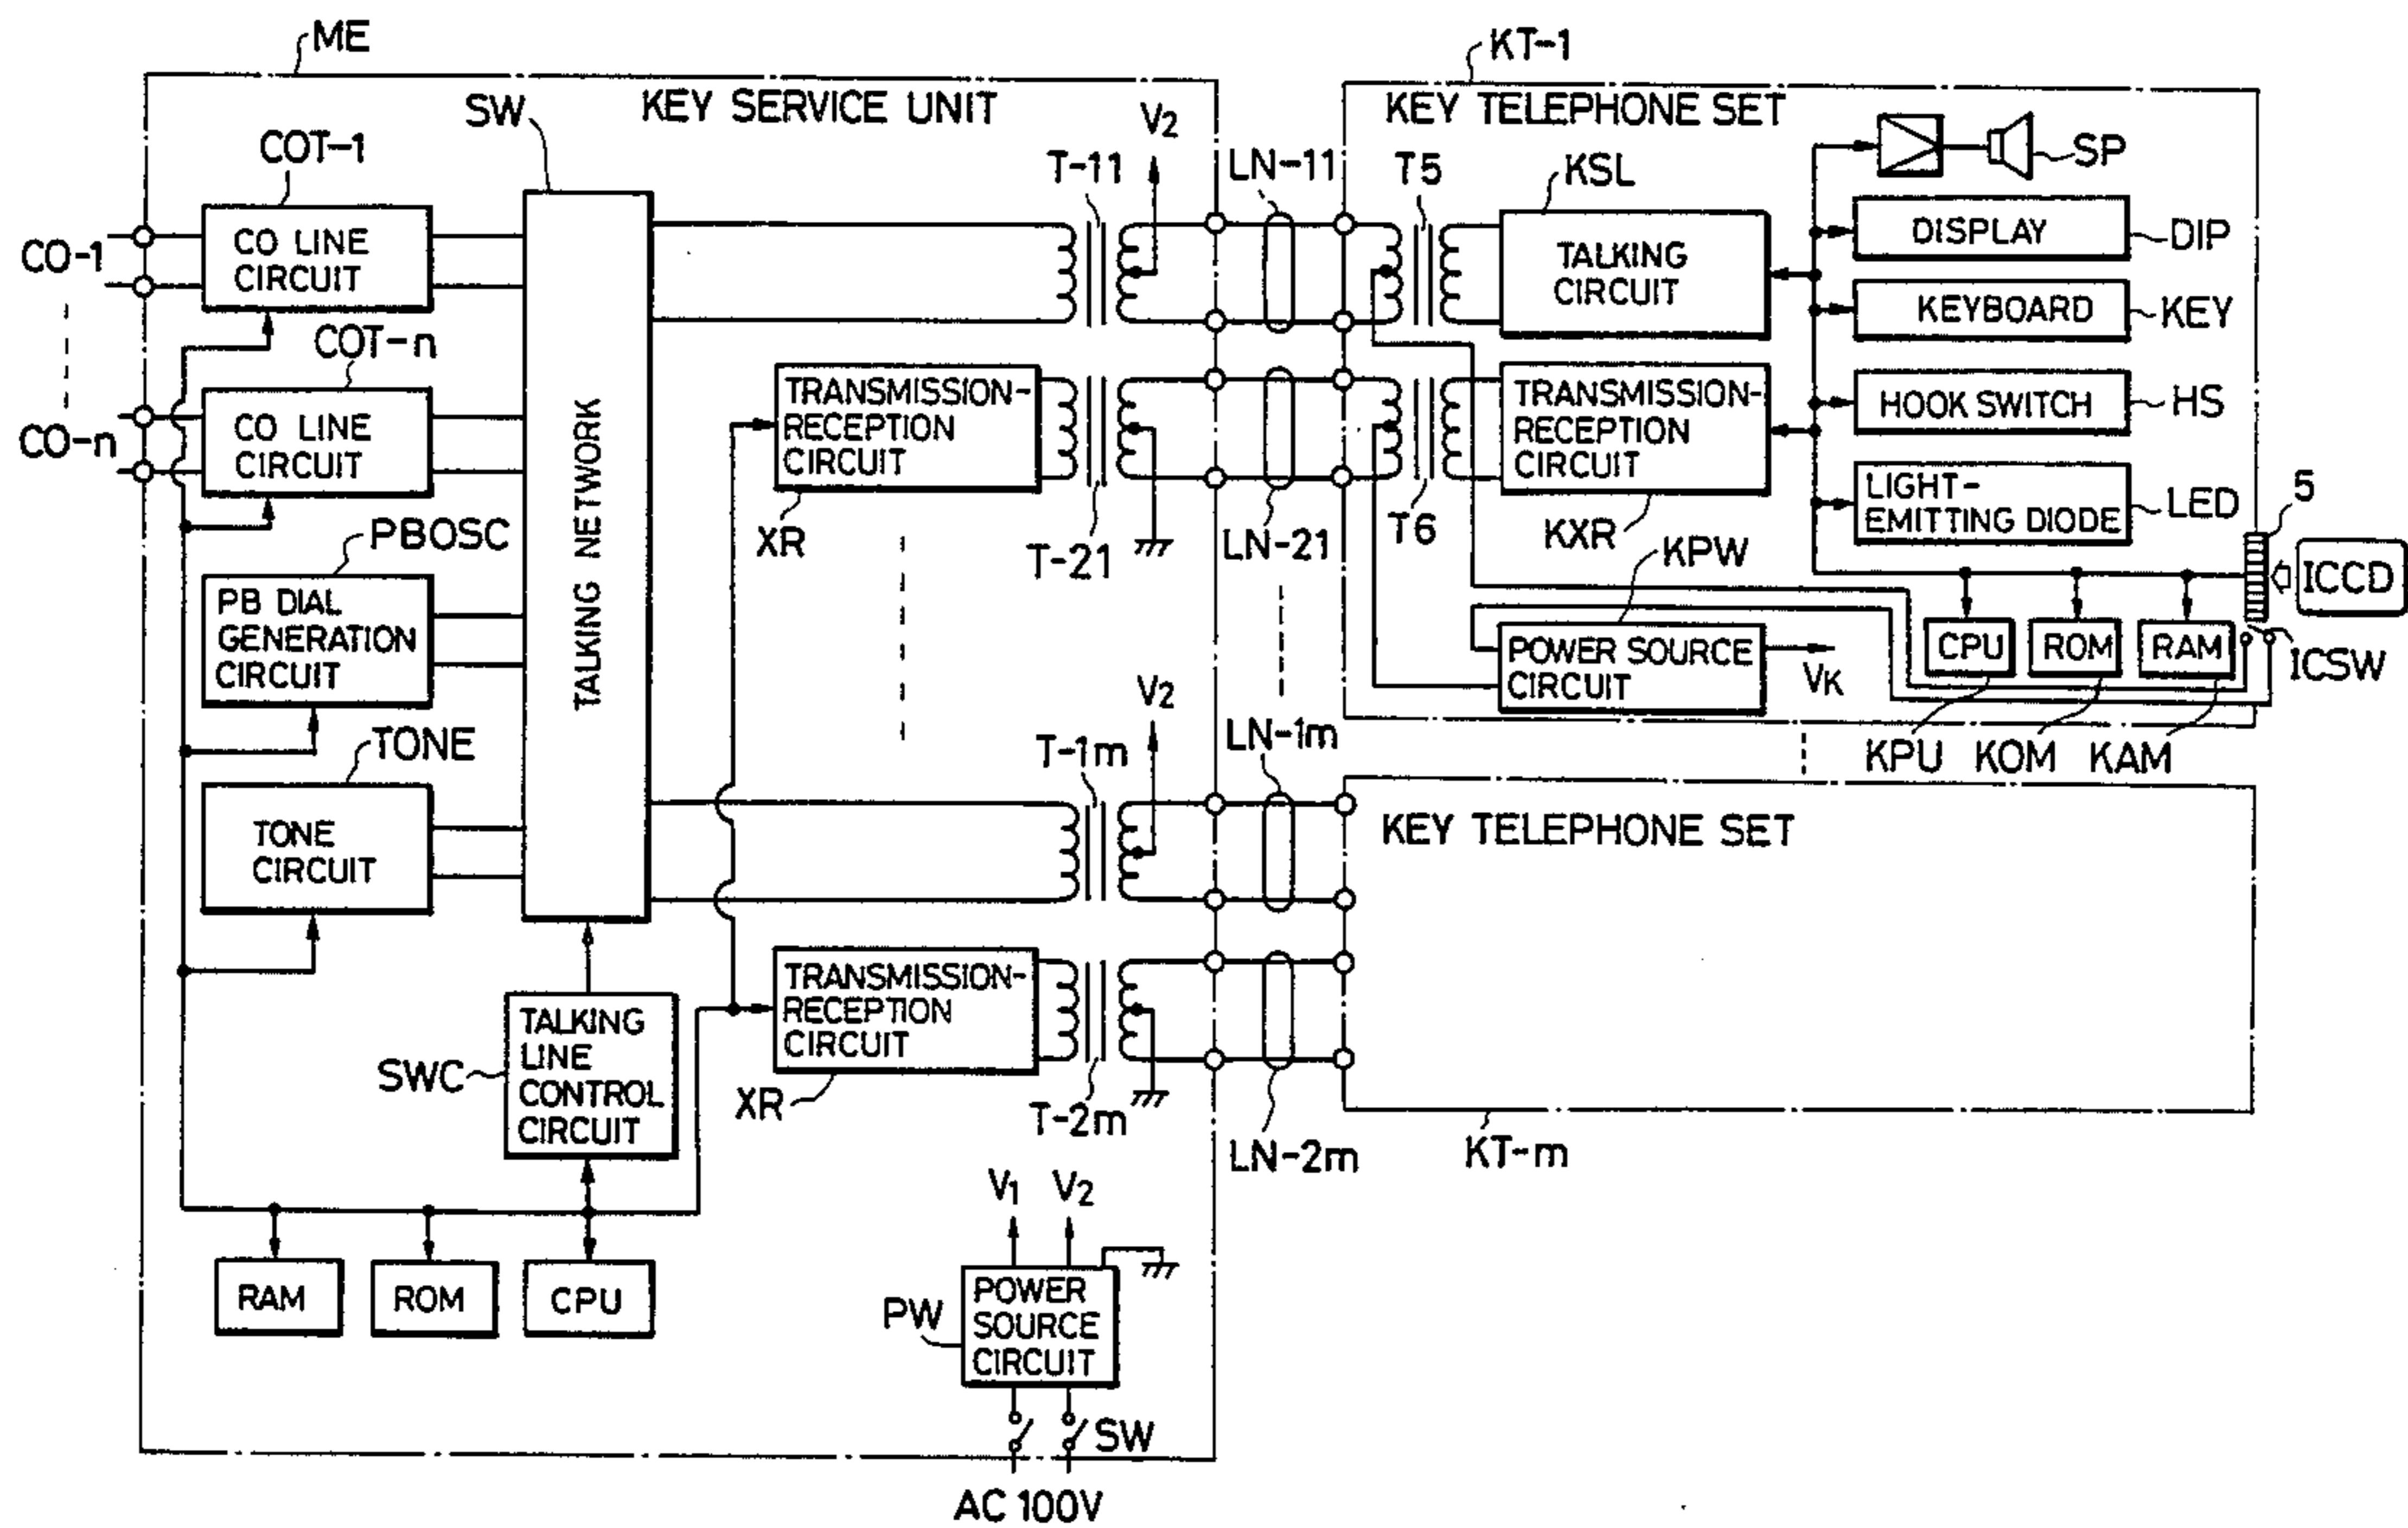 ME
KEY SERVICE UNIT
SW
COT-1
CO LINE
CIRCUIT
CO-1
COT-n
CO LINE
CIRCUIT
CO-n
PBOSC
PB DIAL
GENERATION
CIRCUIT
TONE
TONE
CIRCUIT
TALKING NETWORK
SWC
TALKING
LINE
CONTROL
CIRCUIT
RAM
ROM
CPU
T-11
V2
TRANSMISSION-
RECEPTION
CIRCUIT
XR
T-21
T-1m
V2
TRANSMISSION-
RECEPTION
CIRCUIT
XR
T-2m
V1
V2
PW
POWER
SOURCE
CIRCUIT
SW
AC 100V
LN-11
LN-21
LN-1m
LN-2m
KT-1
KEY TELEPHONE SET
T5
KSL
TALKING
CIRCUIT
T6
TRANSMISSION-
RECEPTION
CIRCUIT
KXR
KPW
POWER SOURCE
CIRCUIT
VK
SP
DISPLAY
DIP
KEYBOARD
KEY
HOOK SWITCH
HS
LIGHT-
EMITTING DIODE
LED
5
ICCD
ICSW
CPU
ROM
RAM
KPU
KOM
KAM
KEY TELEPHONE SET
KT-m